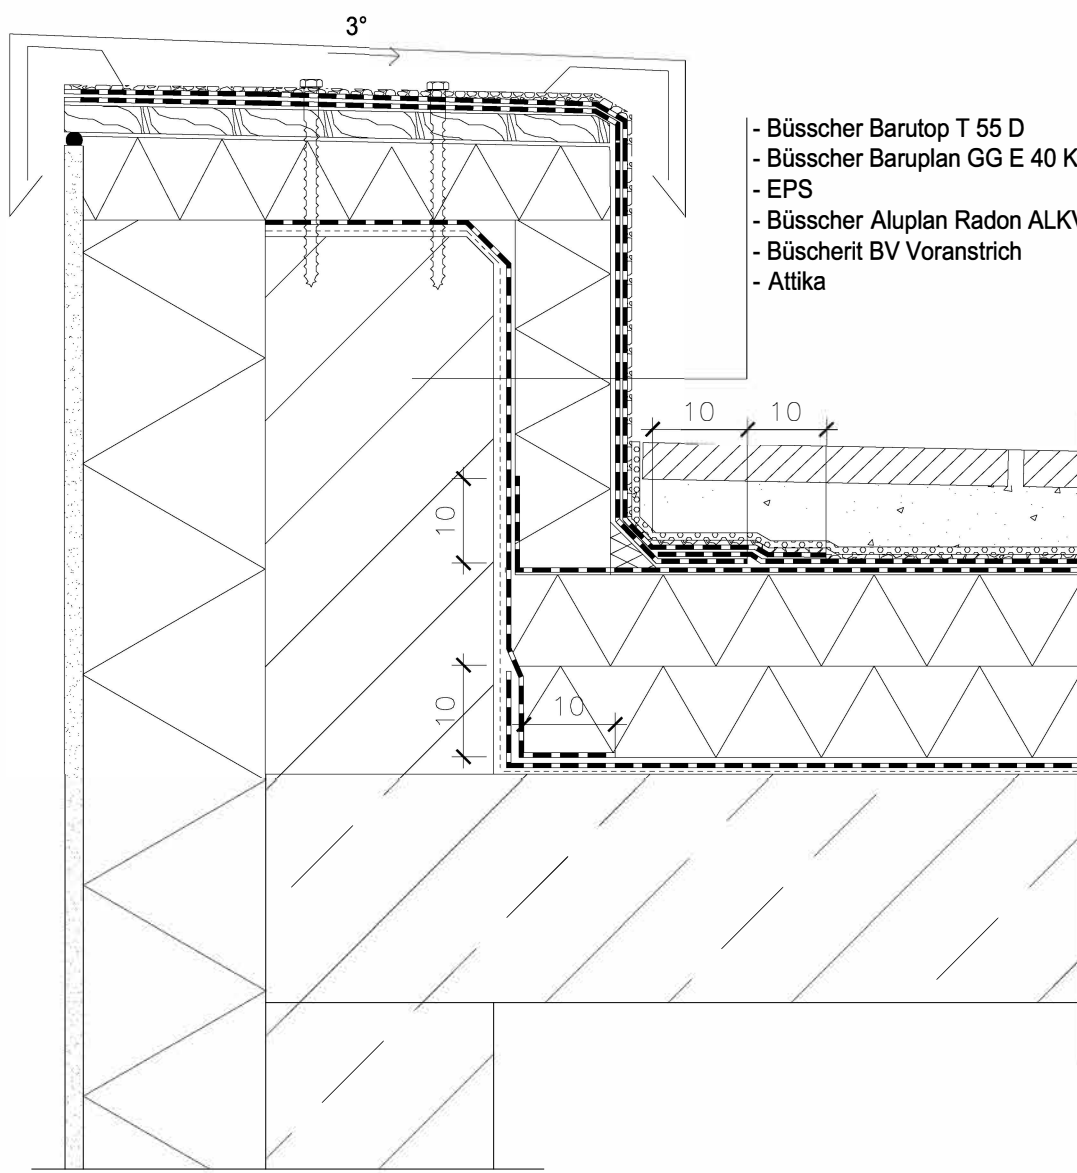 3°
- Büsscher Barutop T 55 D
- Büsscher Baruplan GG E 40 K
- EPS
- Büsscher Aluplan Radon ALKV
- Büscherit BV Voranstrich
- Attika
10 10
10
10
10